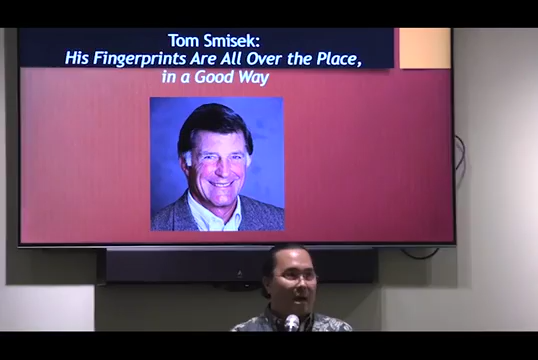 Tom Smisek:
His Fingerprints Are All Over the Place,
in a Good Way